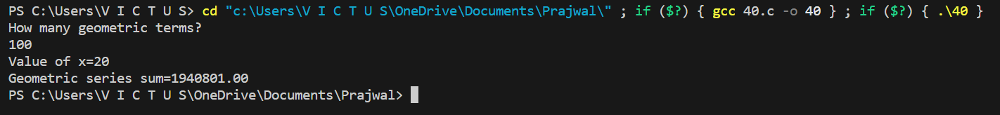 PS C:\Users\V I C T U S> cd "c:\Users\V I C T U S\OneDrive\Documents\Prajwal\" ; if ($?) { gcc 40.c -o 40 } ; if ($?) { .\40 }
How many geometric terms?
100
Value of x=20
Geometric series sum=1940801.00
PS C:\Users\V I C T U S\OneDrive\Documents\Prajwal>